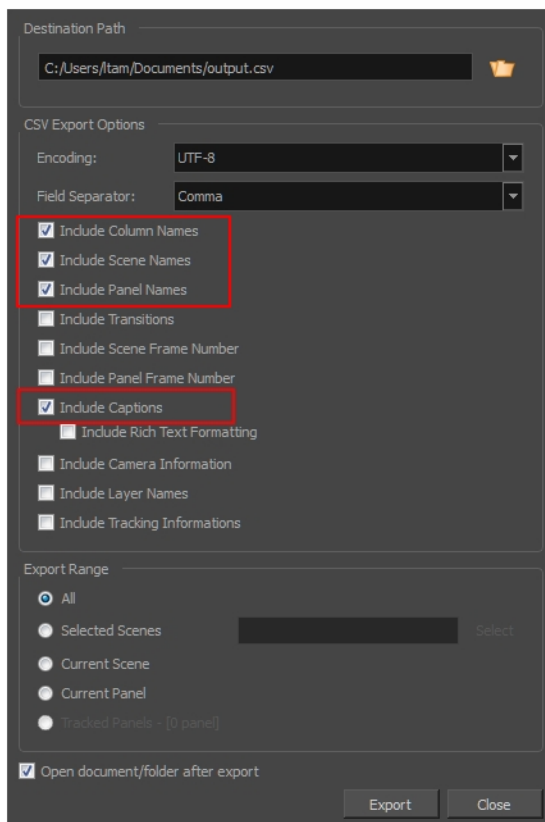 Destination Path
C:/Users/ltam/Documents/output.csv
CSV Export Options
Encoding: UTF-8
Field Separator: Comma
Include Column Names
Include Scene Names
Include Panel Names
Include Transitions
Include Scene Frame Number
Include Panel Frame Number
Include Captions
Include Rich Text Formatting
Include Camera Information
Include Layer Names
Include Tracking Informations
Export Range
All
Selected Scenes Select
Current Scene
Current Panel
Tracked Panels - [0 panel]
Open document/folder after export
Export Close